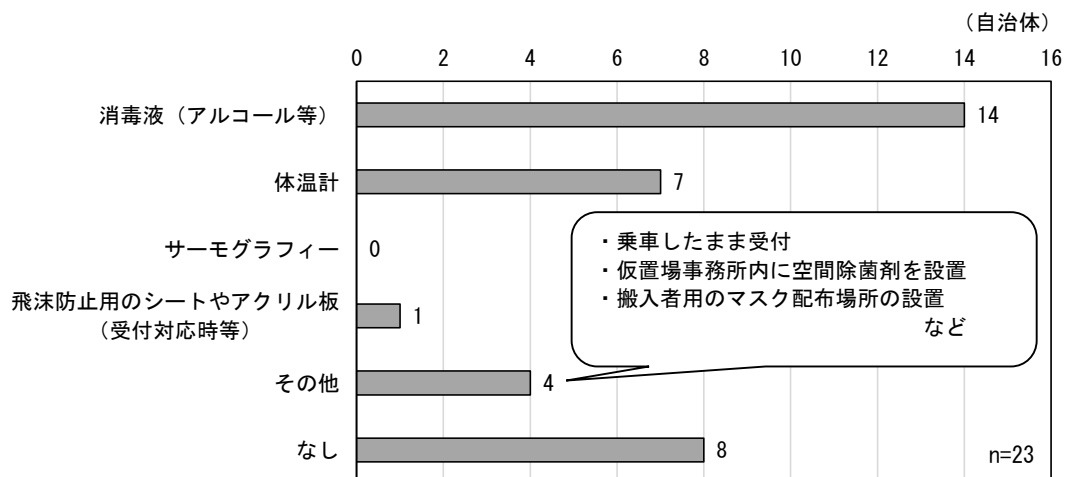 （自治体）
0 2 4 6 8 10 12 14 16
消毒液（アルコール等） 14
体温計 7
サーモグラフィー 0
飛沫防止用のシートやアクリル板
（受付対応時等） 1
その他 4
・乗車したまま受付
・仮置場事務所内に空間除菌剤を設置
・搬入者用のマスク配布場所の設置
など
なし 8
n=23